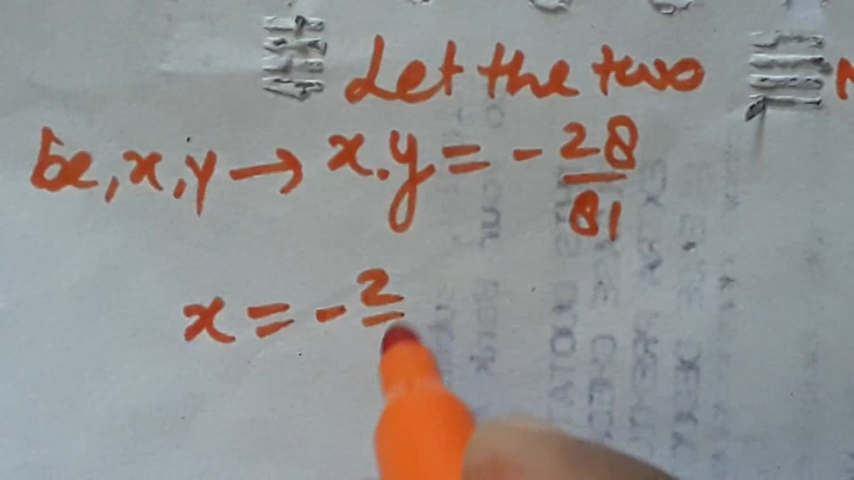 Let the two
be, x, y → x.y = - 28/81
x = - 2